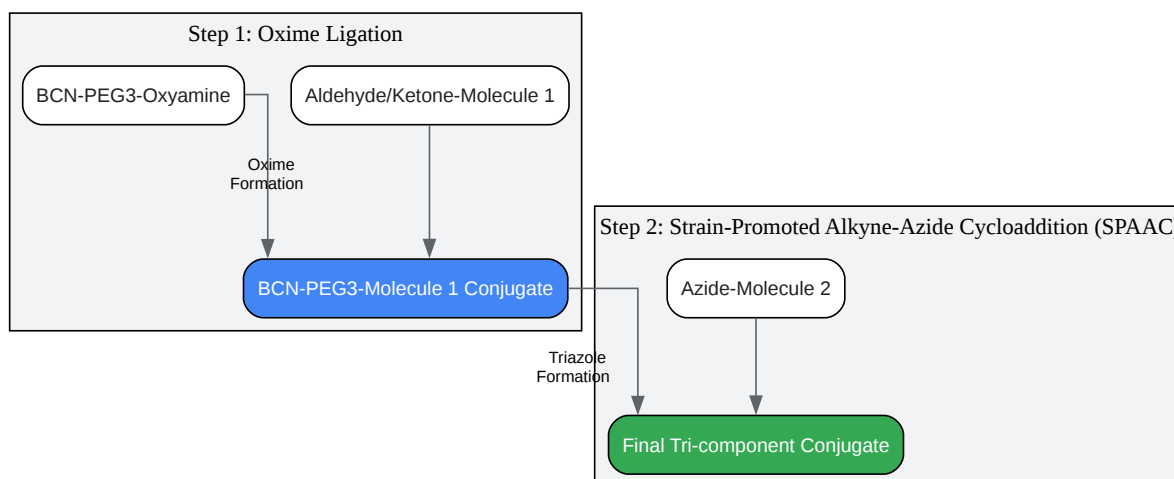 Step 1: Oxime Ligation
BCN-PEG3-Oxyamine
Aldehyde/Ketone-Molecule 1
Oxime
Formation
BCN-PEG3-Molecule 1 Conjugate
Step 2: Strain-Promoted Alkyne-Azide Cycloaddition (SPAAC)
Azide-Molecule 2
Triazole
Formation
Final Tri-component Conjugate